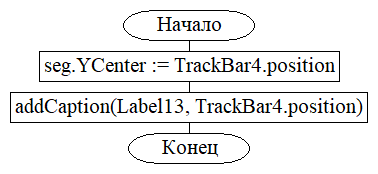 Начало
seg.YCenter := TrackBar4.position
addCaption(Label13, TrackBar4.position)
Конец